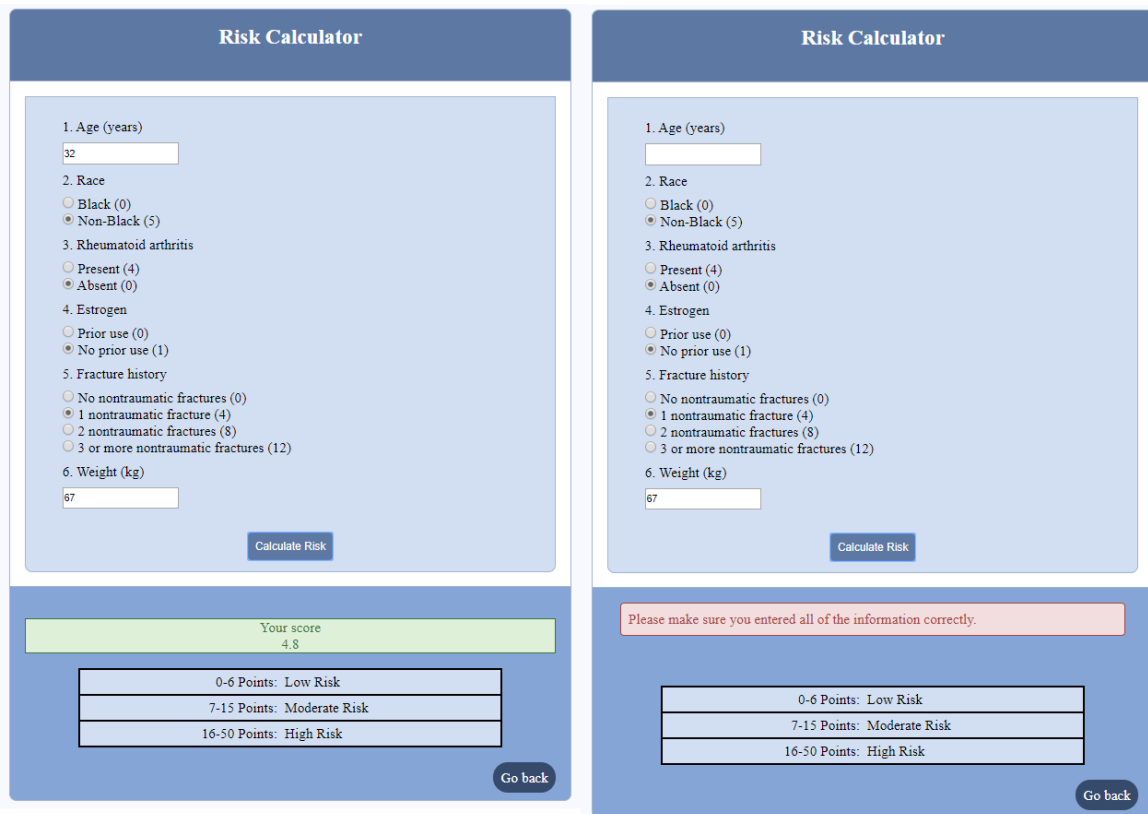 Risk Calculator
1. Age (years)
32
2. Race
Black (0)
Non-Black (5)
3. Rheumatoid arthritis
Present (4)
Absent (0)
4. Estrogen
Prior use (0)
No prior use (1)
5. Fracture history
No nontraumatic fractures (0)
1 nontraumatic fracture (4)
2 nontraumatic fractures (8)
3 or more nontraumatic fractures (12)
6. Weight (kg)
67
Calculate Risk
Your score
4.8
0-6 Points: Low Risk
7-15 Points: Moderate Risk
16-50 Points: High Risk
Go back
Risk Calculator
1. Age (years)
2. Race
Black (0)
Non-Black (5)
3. Rheumatoid arthritis
Present (4)
Absent (0)
4. Estrogen
Prior use (0)
No prior use (1)
5. Fracture history
No nontraumatic fractures (0)
1 nontraumatic fracture (4)
2 nontraumatic fractures (8)
3 or more nontraumatic fractures (12)
6. Weight (kg)
67
Calculate Risk
Please make sure you entered all of the information correctly.
0-6 Points: Low Risk
7-15 Points: Moderate Risk
16-50 Points: High Risk
Go back